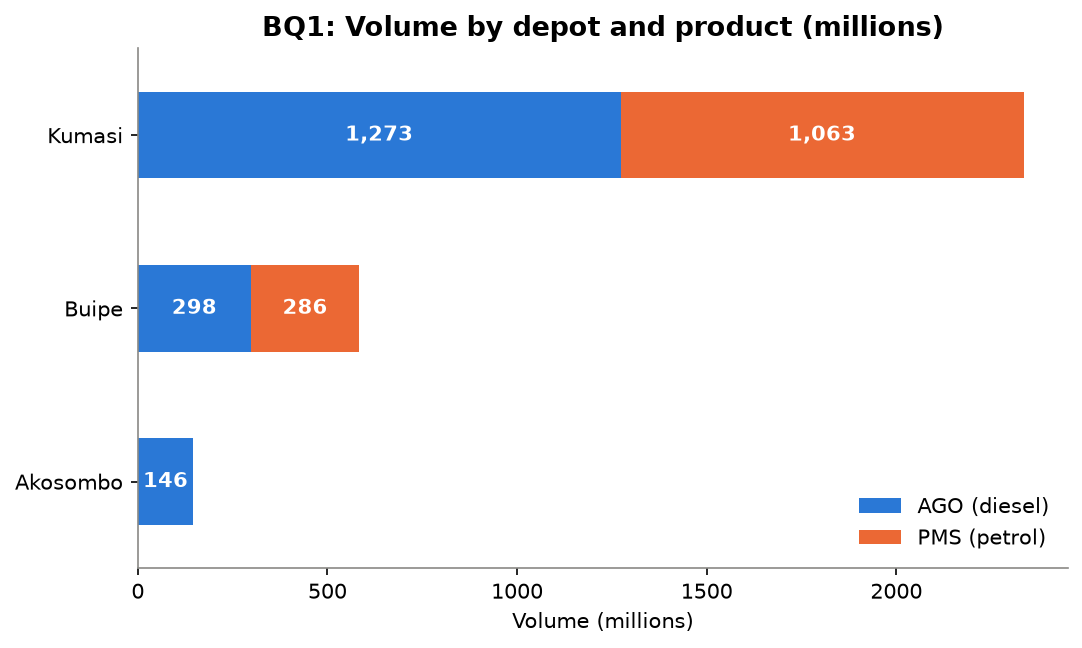 BQ1: Volume by depot and product (millions)
Kumasi
1,273
1,063
Buipe
298
286
Akosombo
146
AGO (diesel)
PMS (petrol)
0
500
1000
1500
2000
Volume (millions)